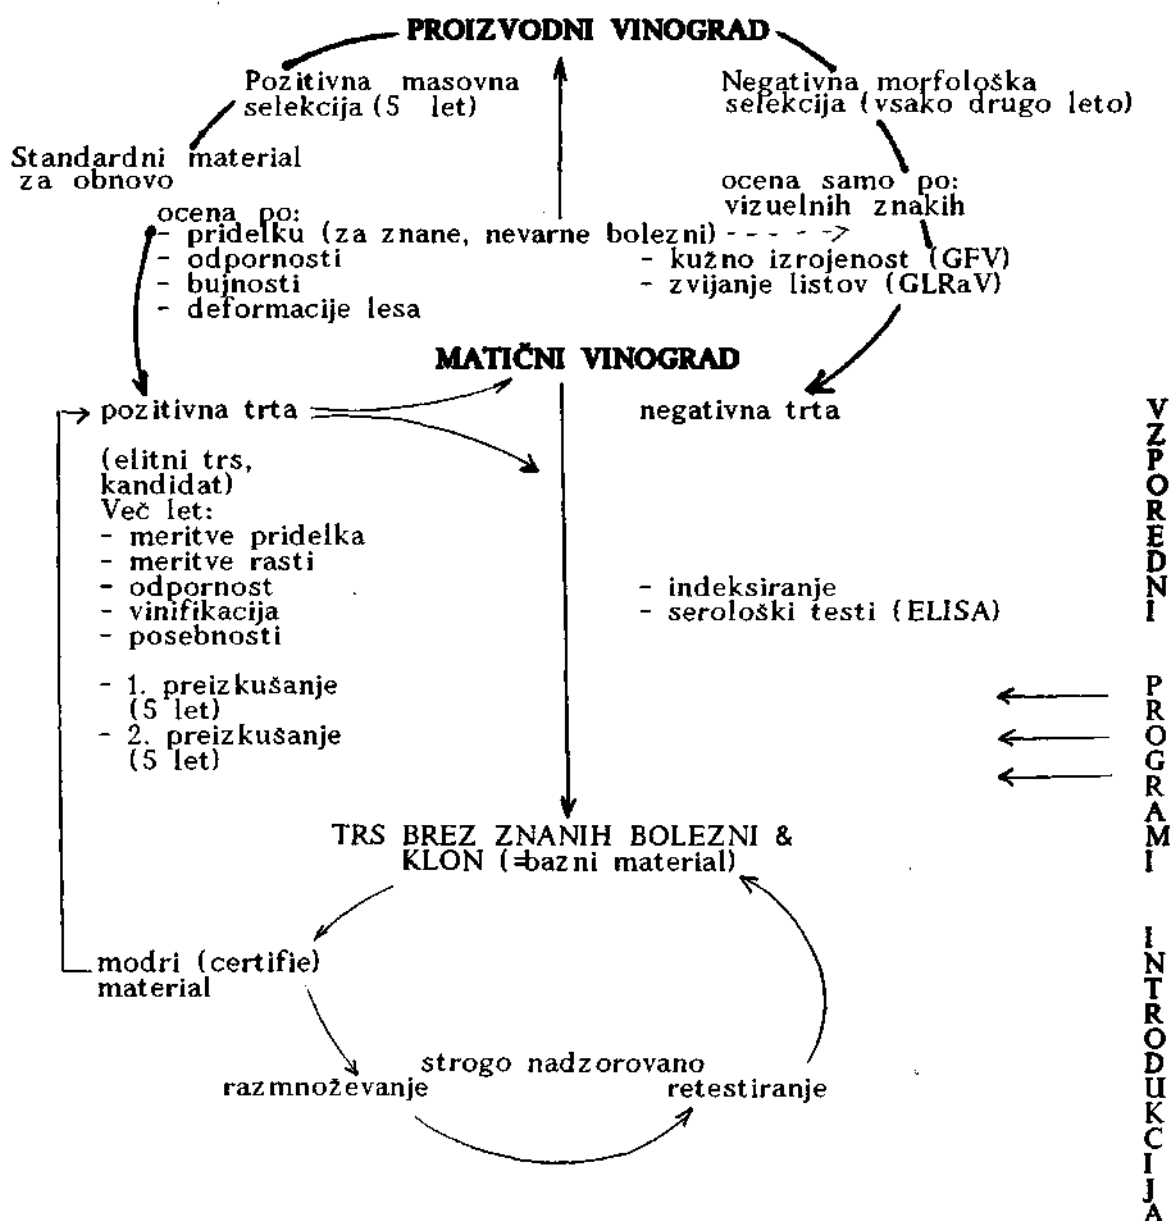 PROIZVODNI VINOGRAD
Pozitivna masovna
selekcija (5 let)
Negativna morfološka
selekcija (vsako drugo leto)
Standardni material
za obnovo
ocena po:
- pridelku (za znane, nevarne bolezni)
- odpornosti
- bujnosti
- deformacije lesa
ocena samo po:
vizuelnih znakih
- kužno izrojenost (GFV)
- zvijanje listov (GLRaV)
MATIČNI VINOGRAD
pozitivna trta
negativna trta
(elitni trs,
kandidat)
Več let:
- meritve pridelka
- meritve rasti
- odpornost
- vinifikacija
- posebnosti
- indeksiranje
- serološki testi (ELISA)
- 1. preizkušanje
(5 let)
- 2. preizkušanje
(5 let)
TRS BREZ ZNANIH BOLEZNI &
KLON (=bazni material)
modri (certifie)
material
strogo nadzorovano
razmnoževanje
retestiranje
VZPOREDNI PROGRAMI INTRODUKCIJA